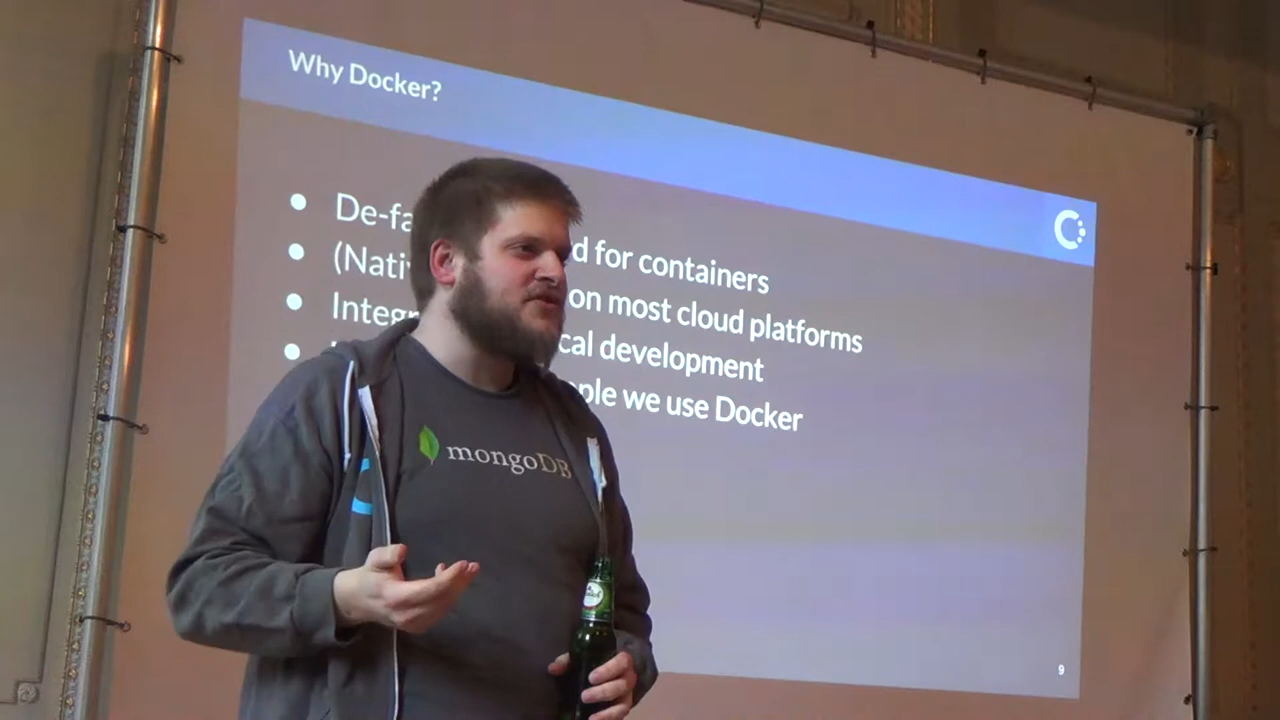 Why Docker?
De-fa d for containers
(Nati on most cloud platforms
Integr cal development
ple we use Docker
mongoDB
9